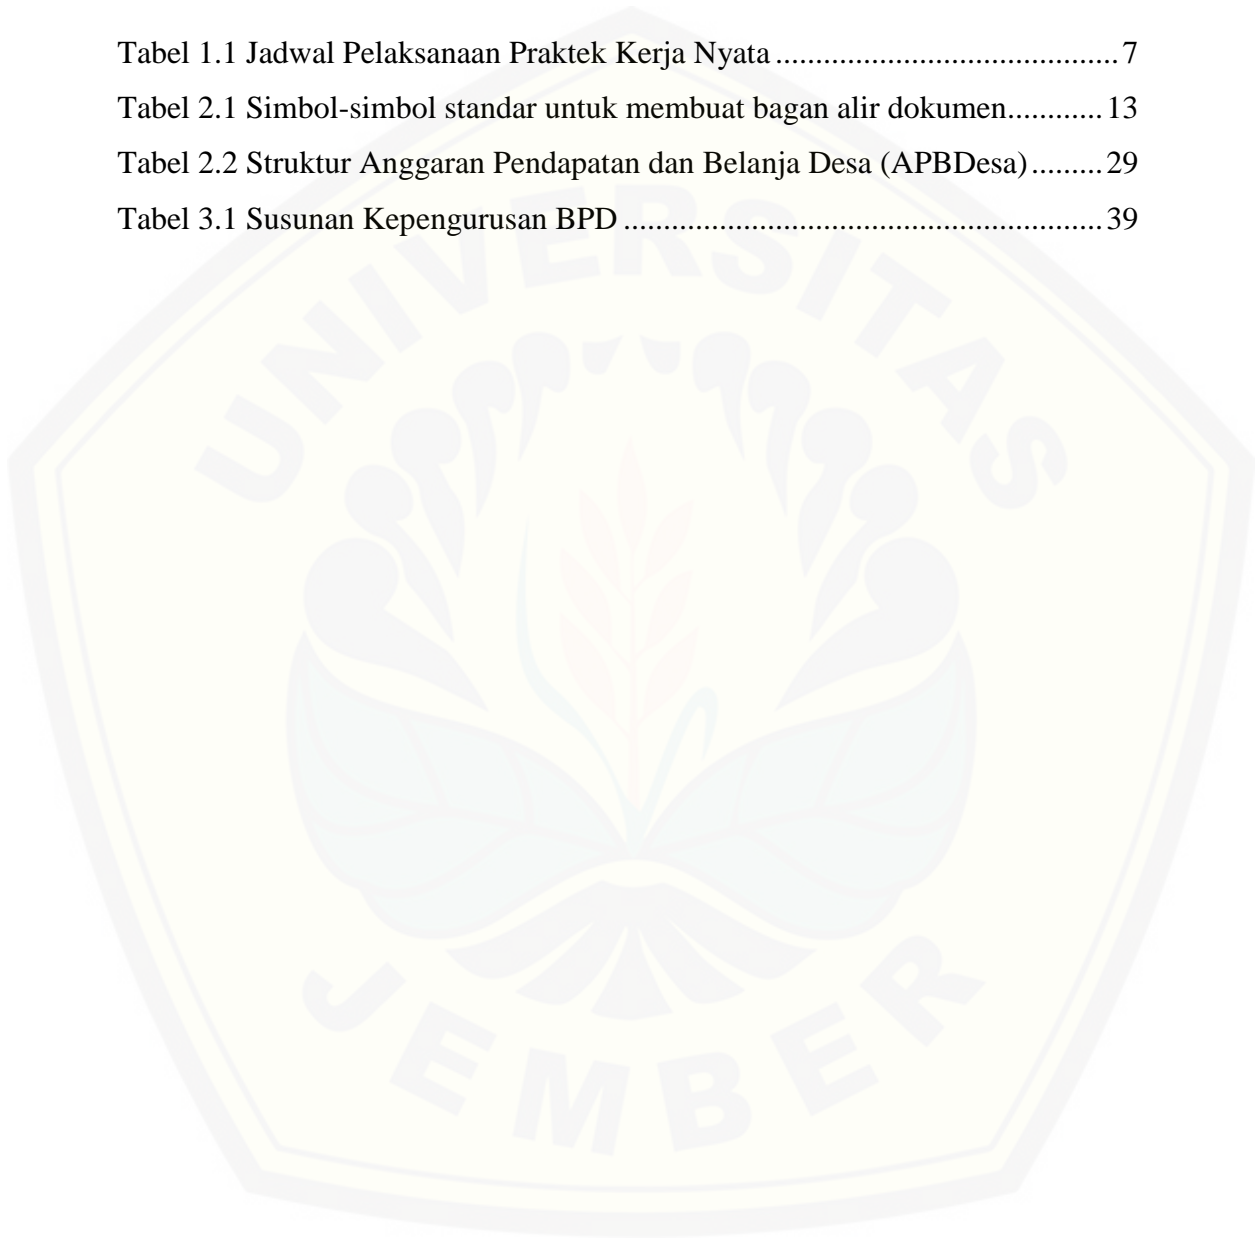 Tabel 1.1 Jadwal Pelaksanaan Praktek Kerja Nyata ........................................... 7
Tabel 2.1 Simbol-simbol standar untuk membuat bagan alir dokumen............ 13
Tabel 2.2 Struktur Anggaran Pendapatan dan Belanja Desa (APBDesa) ......... 29
Tabel 3.1 Susunan Kepengurusan BPD ............................................................ 39
UNIVERSITAS
JEMBER